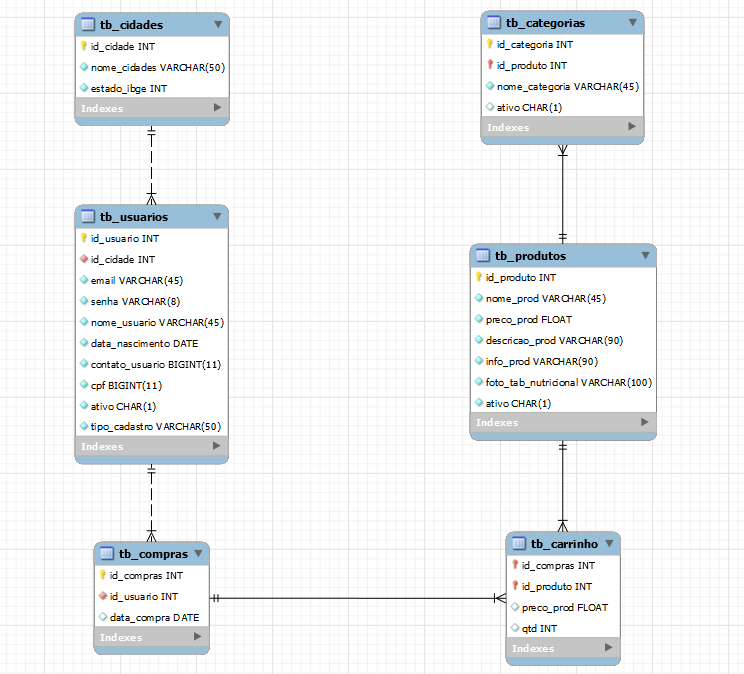 tb_cidades
id_cidade INT
nome_cidades VARCHAR(50)
estado_ibge INT
Indexes
tb_categorias
id_categoria INT
id_produto INT
nome_categoria VARCHAR(45)
ativo CHAR(1)
Indexes
tb_usuarios
id_usuario INT
id_cidade INT
email VARCHAR(45)
senha VARCHAR(8)
nome_usuario VARCHAR(45)
data_nascimento DATE
contato_usuario BIGINT(11)
cpf BIGINT(11)
ativo CHAR(1)
tipo_cadastro VARCHAR(50)
Indexes
tb_produtos
id_produto INT
nome_prod VARCHAR(45)
preco_prod FLOAT
descricao_prod VARCHAR(90)
info_prod VARCHAR(90)
foto_tab_nutricional VARCHAR(100)
ativo CHAR(1)
Indexes
tb_compras
id_compras INT
id_usuario INT
data_compra DATE
Indexes
tb_carrinho
id_compras INT
id_produto INT
preco_prod FLOAT
qtd INT
Indexes